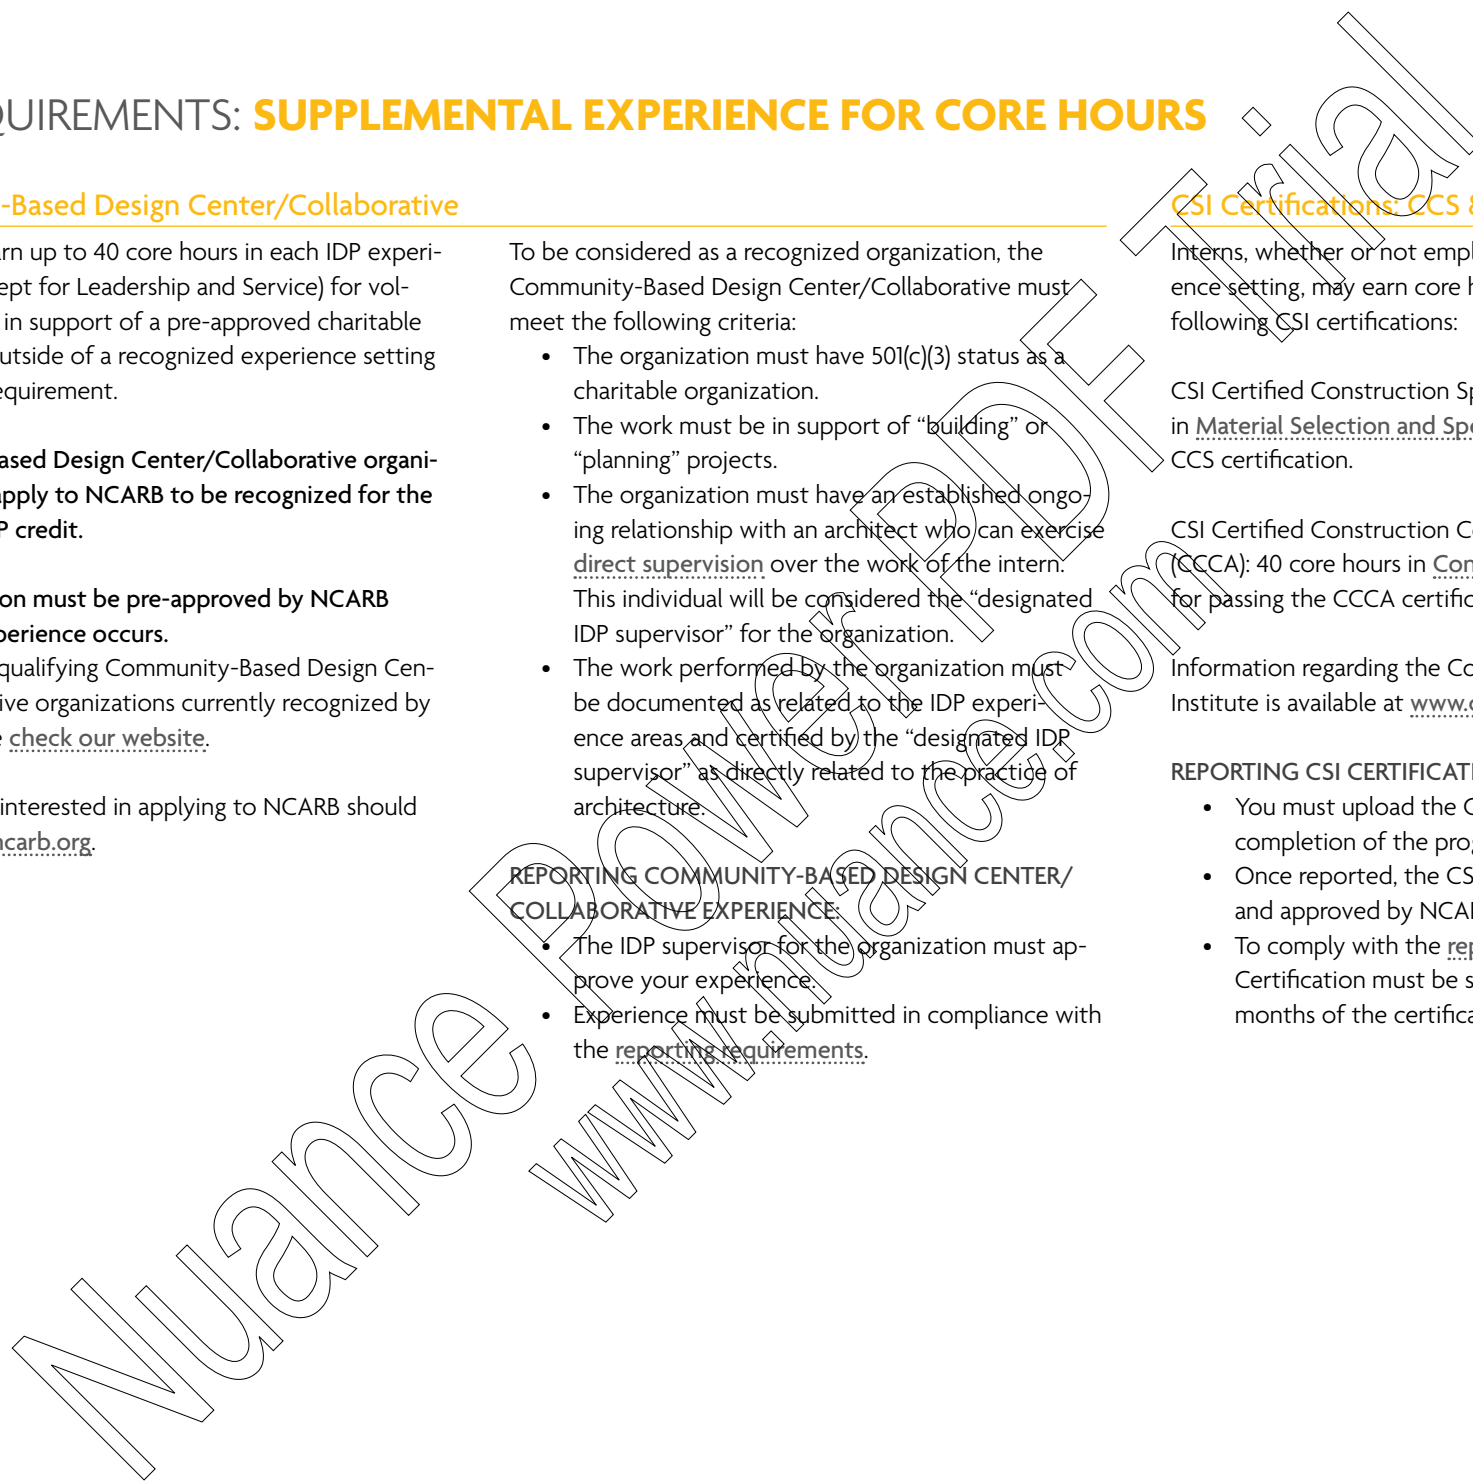 QUIREMENTS: SUPPLEMENTAL EXPERIENCE FOR CORE HOURS
-Based Design Center/Collaborative
rn up to 40 core hours in each IDP experi-
ept for Leadership and Service) for vol-
in support of a pre-approved charitable
utside of a recognized experience setting
equirement.
ased Design Center/Collaborative organi-
apply to NCARB to be recognized for the
P credit.
on must be pre-approved by NCARB
perience occurs.
qualifying Community-Based Design Cen-
ive organizations currently recognized by
e check our website.
interested in applying to NCARB should
ncarb.org.
To be considered as a recognized organization, the
Community-Based Design Center/Collaborative must
meet the following criteria:
• The organization must have 501(c)(3) status as a
charitable organization.
• The work must be in support of “building” or
“planning” projects.
• The organization must have an established ongo-
ing relationship with an architect who can exercise
direct supervision over the work of the intern.
This individual will be considered the “designated
IDP supervisor” for the organization.
• The work performed by the organization must
be documented as related to the IDP experi-
ence areas and certified by the “designated IDP
supervisor” as directly related to the practice of
architecture.
REPORTING COMMUNITY-BASED DESIGN CENTER/
COLLABORATIVE EXPERIENCE:
• The IDP supervisor for the organization must ap-
prove your experience.
• Experience must be submitted in compliance with
the reporting requirements.
CSI Certifications: CCS &
Interns, whether or not empl
ence setting, may earn core h
following CSI certifications:
CSI Certified Construction Sp
in Material Selection and Spe
CCS certification.
CSI Certified Construction Co
(CCCA): 40 core hours in Con
for passing the CCCA certific
Information regarding the Co
Institute is available at www.c
REPORTING CSI CERTIFICATI
• You must upload the C
completion of the prog
• Once reported, the CS
and approved by NCAR
• To comply with the rep
Certification must be s
months of the certifica
Nuance Power PDF Trial
www.nuance.com